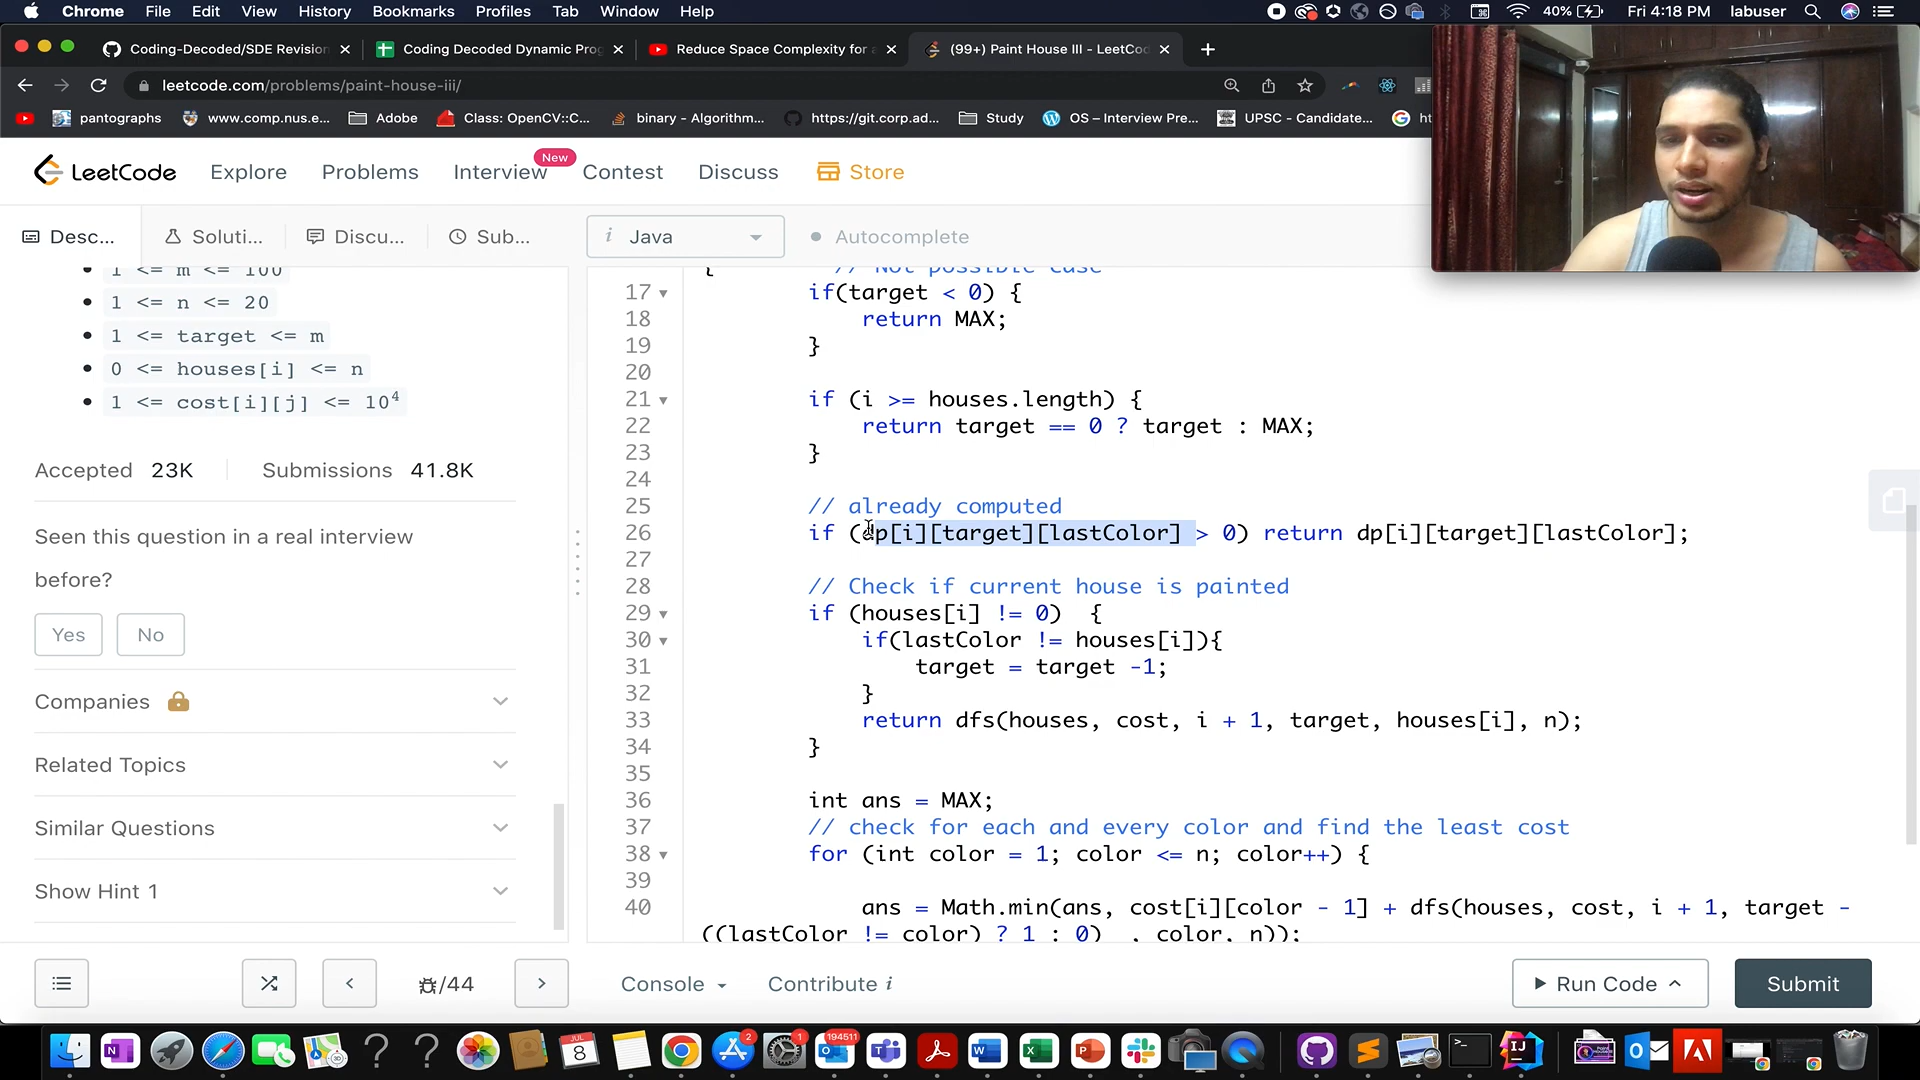 Chrome File Edit View History Bookmarks Profiles Tab Window Help 40% Fri 4:18 PM labuser
Coding-Decoded/SDE Revision Coding Decoded Dynamic Prog Reduce Space Complexity for a (99+) Paint House III - LeetCo
leetcode.com/problems/paint-house-iii/
pantographs www.comp.nus.e... Adobe Class: OpenCV::C... binary - Algorithm... https://git.corp.ad... Study OS – Interview Pre... UPSC - Candidate...
LeetCode Explore Problems Interview New Contest Discuss Store
Desc... Soluti... Discu... Sub... i Java Autocomplete
1 <= m <= 100
1 <= n <= 20
1 <= target <= m
0 <= houses[i] <= n
1 <= cost[i][j] <= 10⁴
Accepted 23K Submissions 41.8K
Seen this question in a real interview
before?
Yes No
Companies
Related Topics
Similar Questions
Show Hint 1
{ // Not possible case
17 if(target < 0) {
18 return MAX;
19 }
20
21 if (i >= houses.length) {
22 return target == 0 ? target : MAX;
23 }
24
25 // already computed
26 if (dp[i][target][lastColor] > 0) return dp[i][target][lastColor];
27
28 // Check if current house is painted
29 if (houses[i] != 0) {
30 if(lastColor != houses[i]){
31 target = target -1;
32 }
33 return dfs(houses, cost, i + 1, target, houses[i], n);
34 }
35
36 int ans = MAX;
37 // check for each and every color and find the least cost
38 for (int color = 1; color <= n; color++) {
39
40 ans = Math.min(ans, cost[i][color - 1] + dfs(houses, cost, i + 1, target -
((lastColor != color) ? 1 : 0) , color, n));
/44 Console Contribute i Run Code Submit
JUL 8 2 1 194511